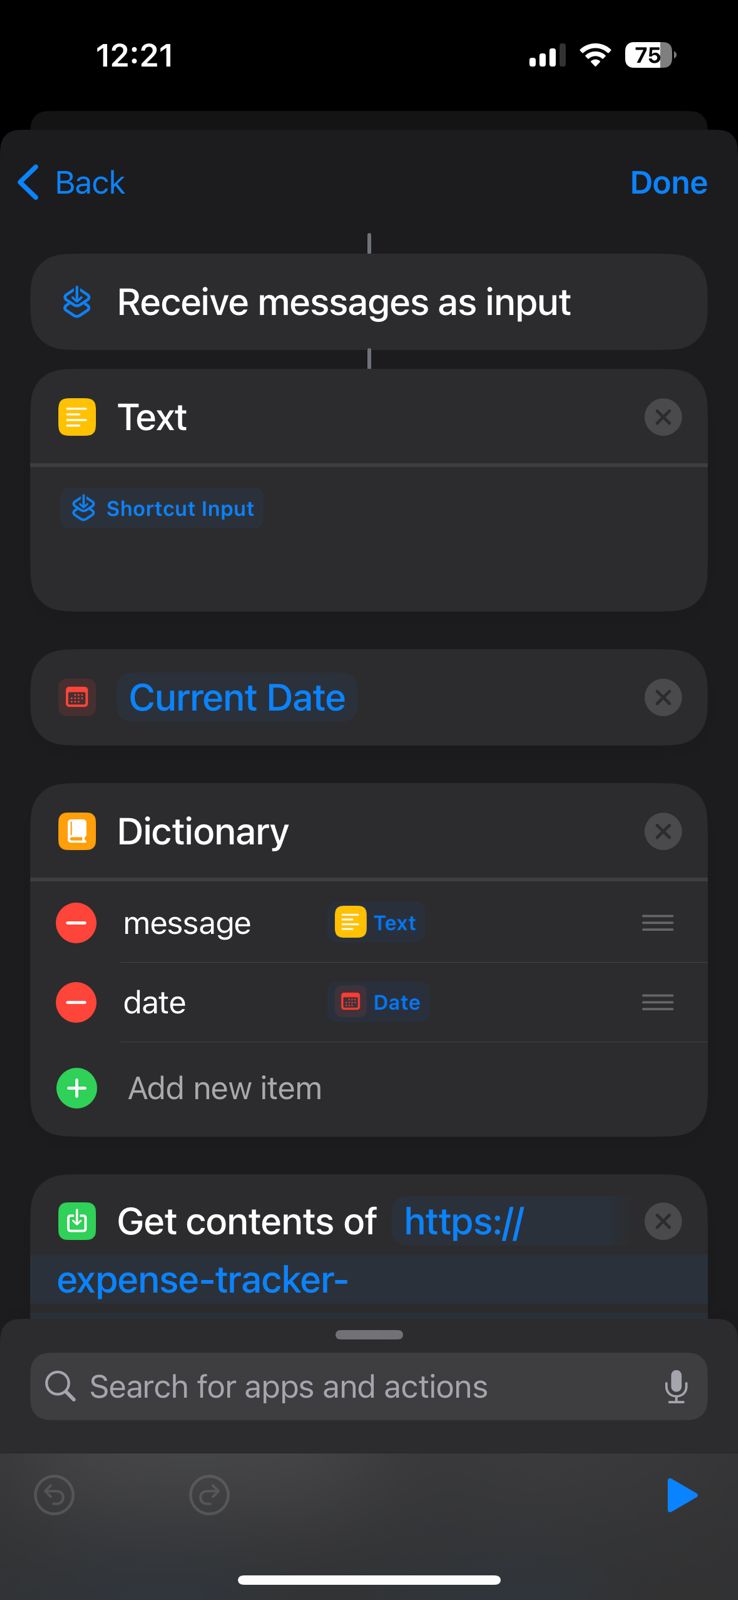 12:21
75
Back
Done
Receive messages as input
Text
Shortcut Input
Current Date
Dictionary
message Text
date Date
Add new item
Get contents of https://
expense-tracker-
Search for apps and actions